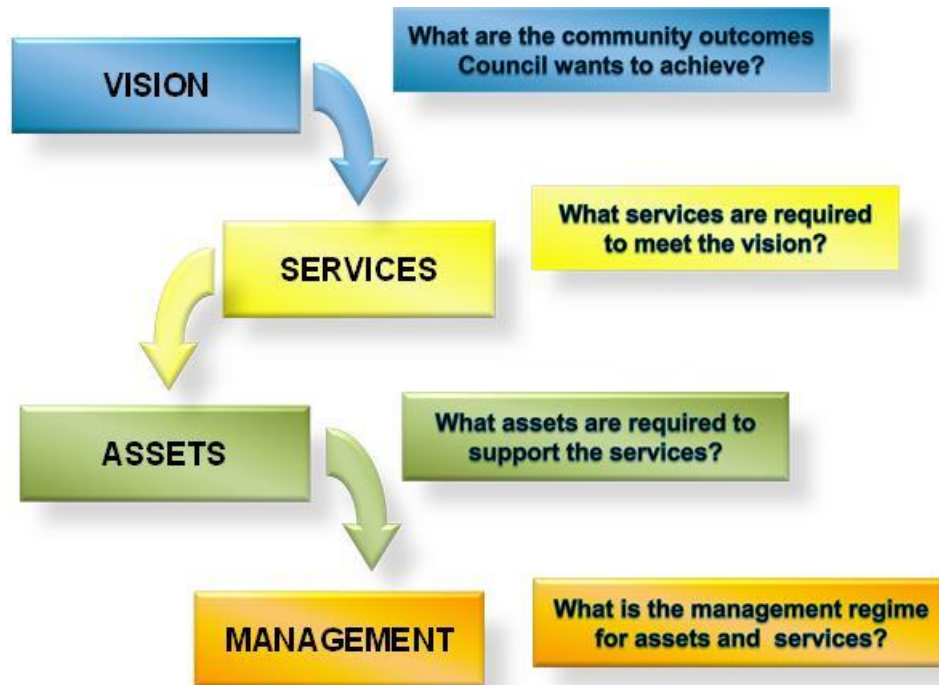 VISION
What are the community outcomes
Council wants to achieve?
SERVICES
What services are required
to meet the vision?
ASSETS
What assets are required to
support the services?
MANAGEMENT
What is the management regime
for assets and services?